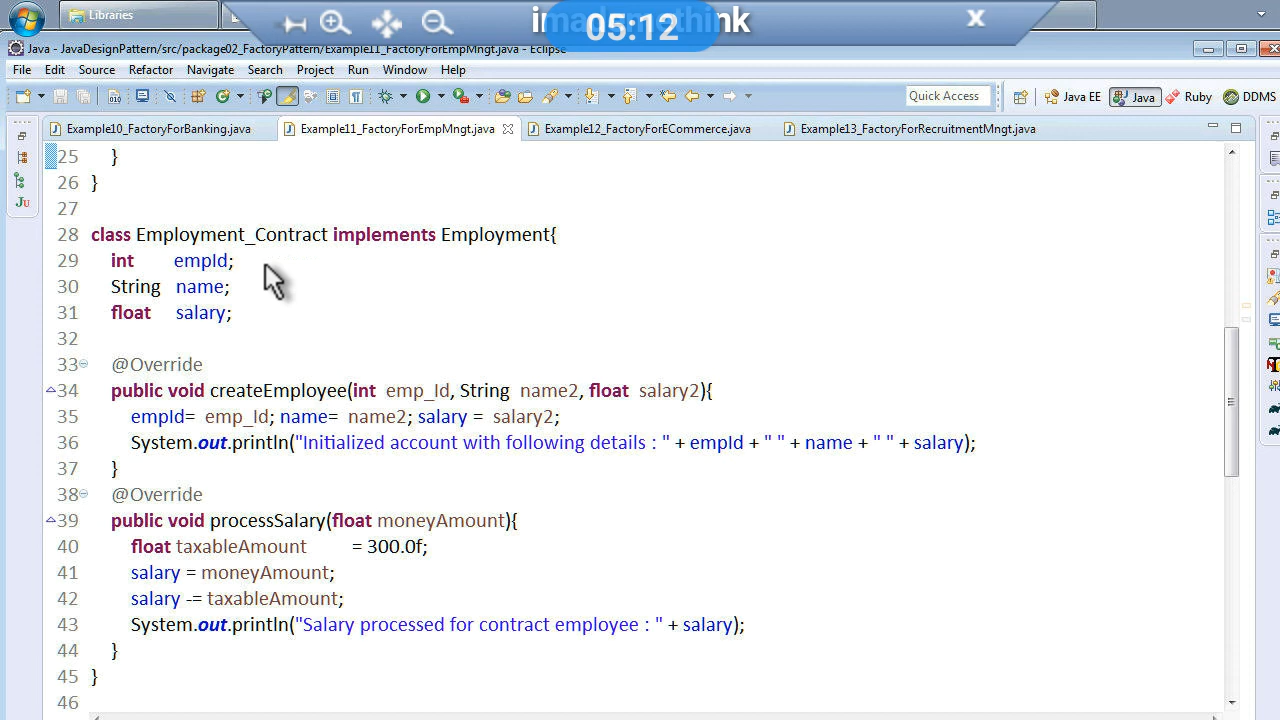 Libraries
05:12
think
Java - JavaDesignPattern/src/package02_FactoryPattern/Example11_FactoryForEmpMngt.java - Eclipse
File Edit Source Refactor Navigate Search Project Run Window Help
Quick Access Java EE Java Ruby DDMS
Example10_FactoryForBanking.java Example11_FactoryForEmpMngt.java Example12_FactoryForECommerce.java Example13_FactoryForRecruitmentMngt.java
25 }
26 }
27
28 class Employment_Contract implements Employment{
29 int empId;
30 String name;
31 float salary;
32
33 @Override
34 public void createEmployee(int emp_Id, String name2, float salary2){
35 empId= emp_Id; name= name2; salary = salary2;
36 System.out.println("Initialized account with following details : " + empId + " " + name + " " + salary);
37 }
38 @Override
39 public void processSalary(float moneyAmount){
40 float taxableAmount = 300.0f;
41 salary = moneyAmount;
42 salary -= taxableAmount;
43 System.out.println("Salary processed for contract employee : " + salary);
44 }
45 }
46